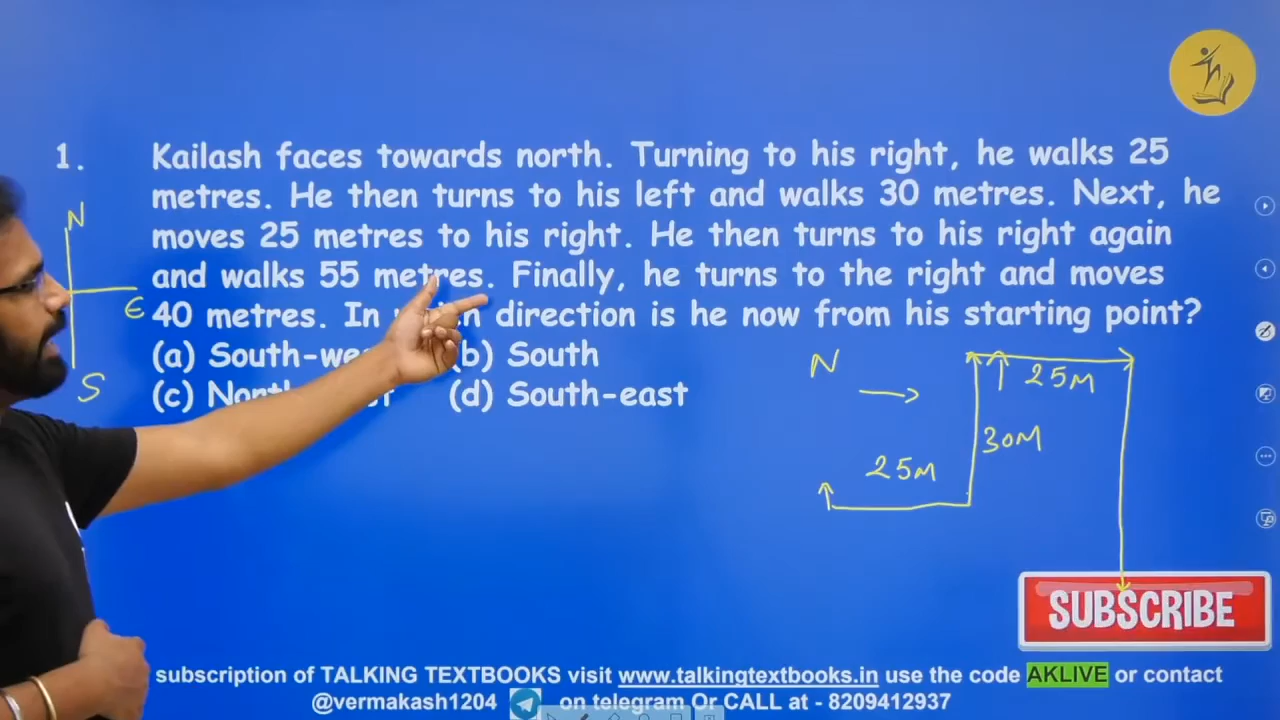 1. Kailash faces towards north. Turning to his right, he walks 25
metres. He then turns to his left and walks 30 metres. Next, he
moves 25 metres to his right. He then turns to his right again
and walks 55 metres. Finally, he turns to the right and moves
40 metres. In direction is he now from his starting point?
(a) South-we (b) South
(c) Nor (d) South-east
N
E
S
N
25M
30M
25M
SUBSCRIBE
subscription of TALKING TEXTBOOKS visit www.talkingtextbooks.in use the code AKLIVE or contact
@vermakash1204 on telegram Or CALL at - 8209412937